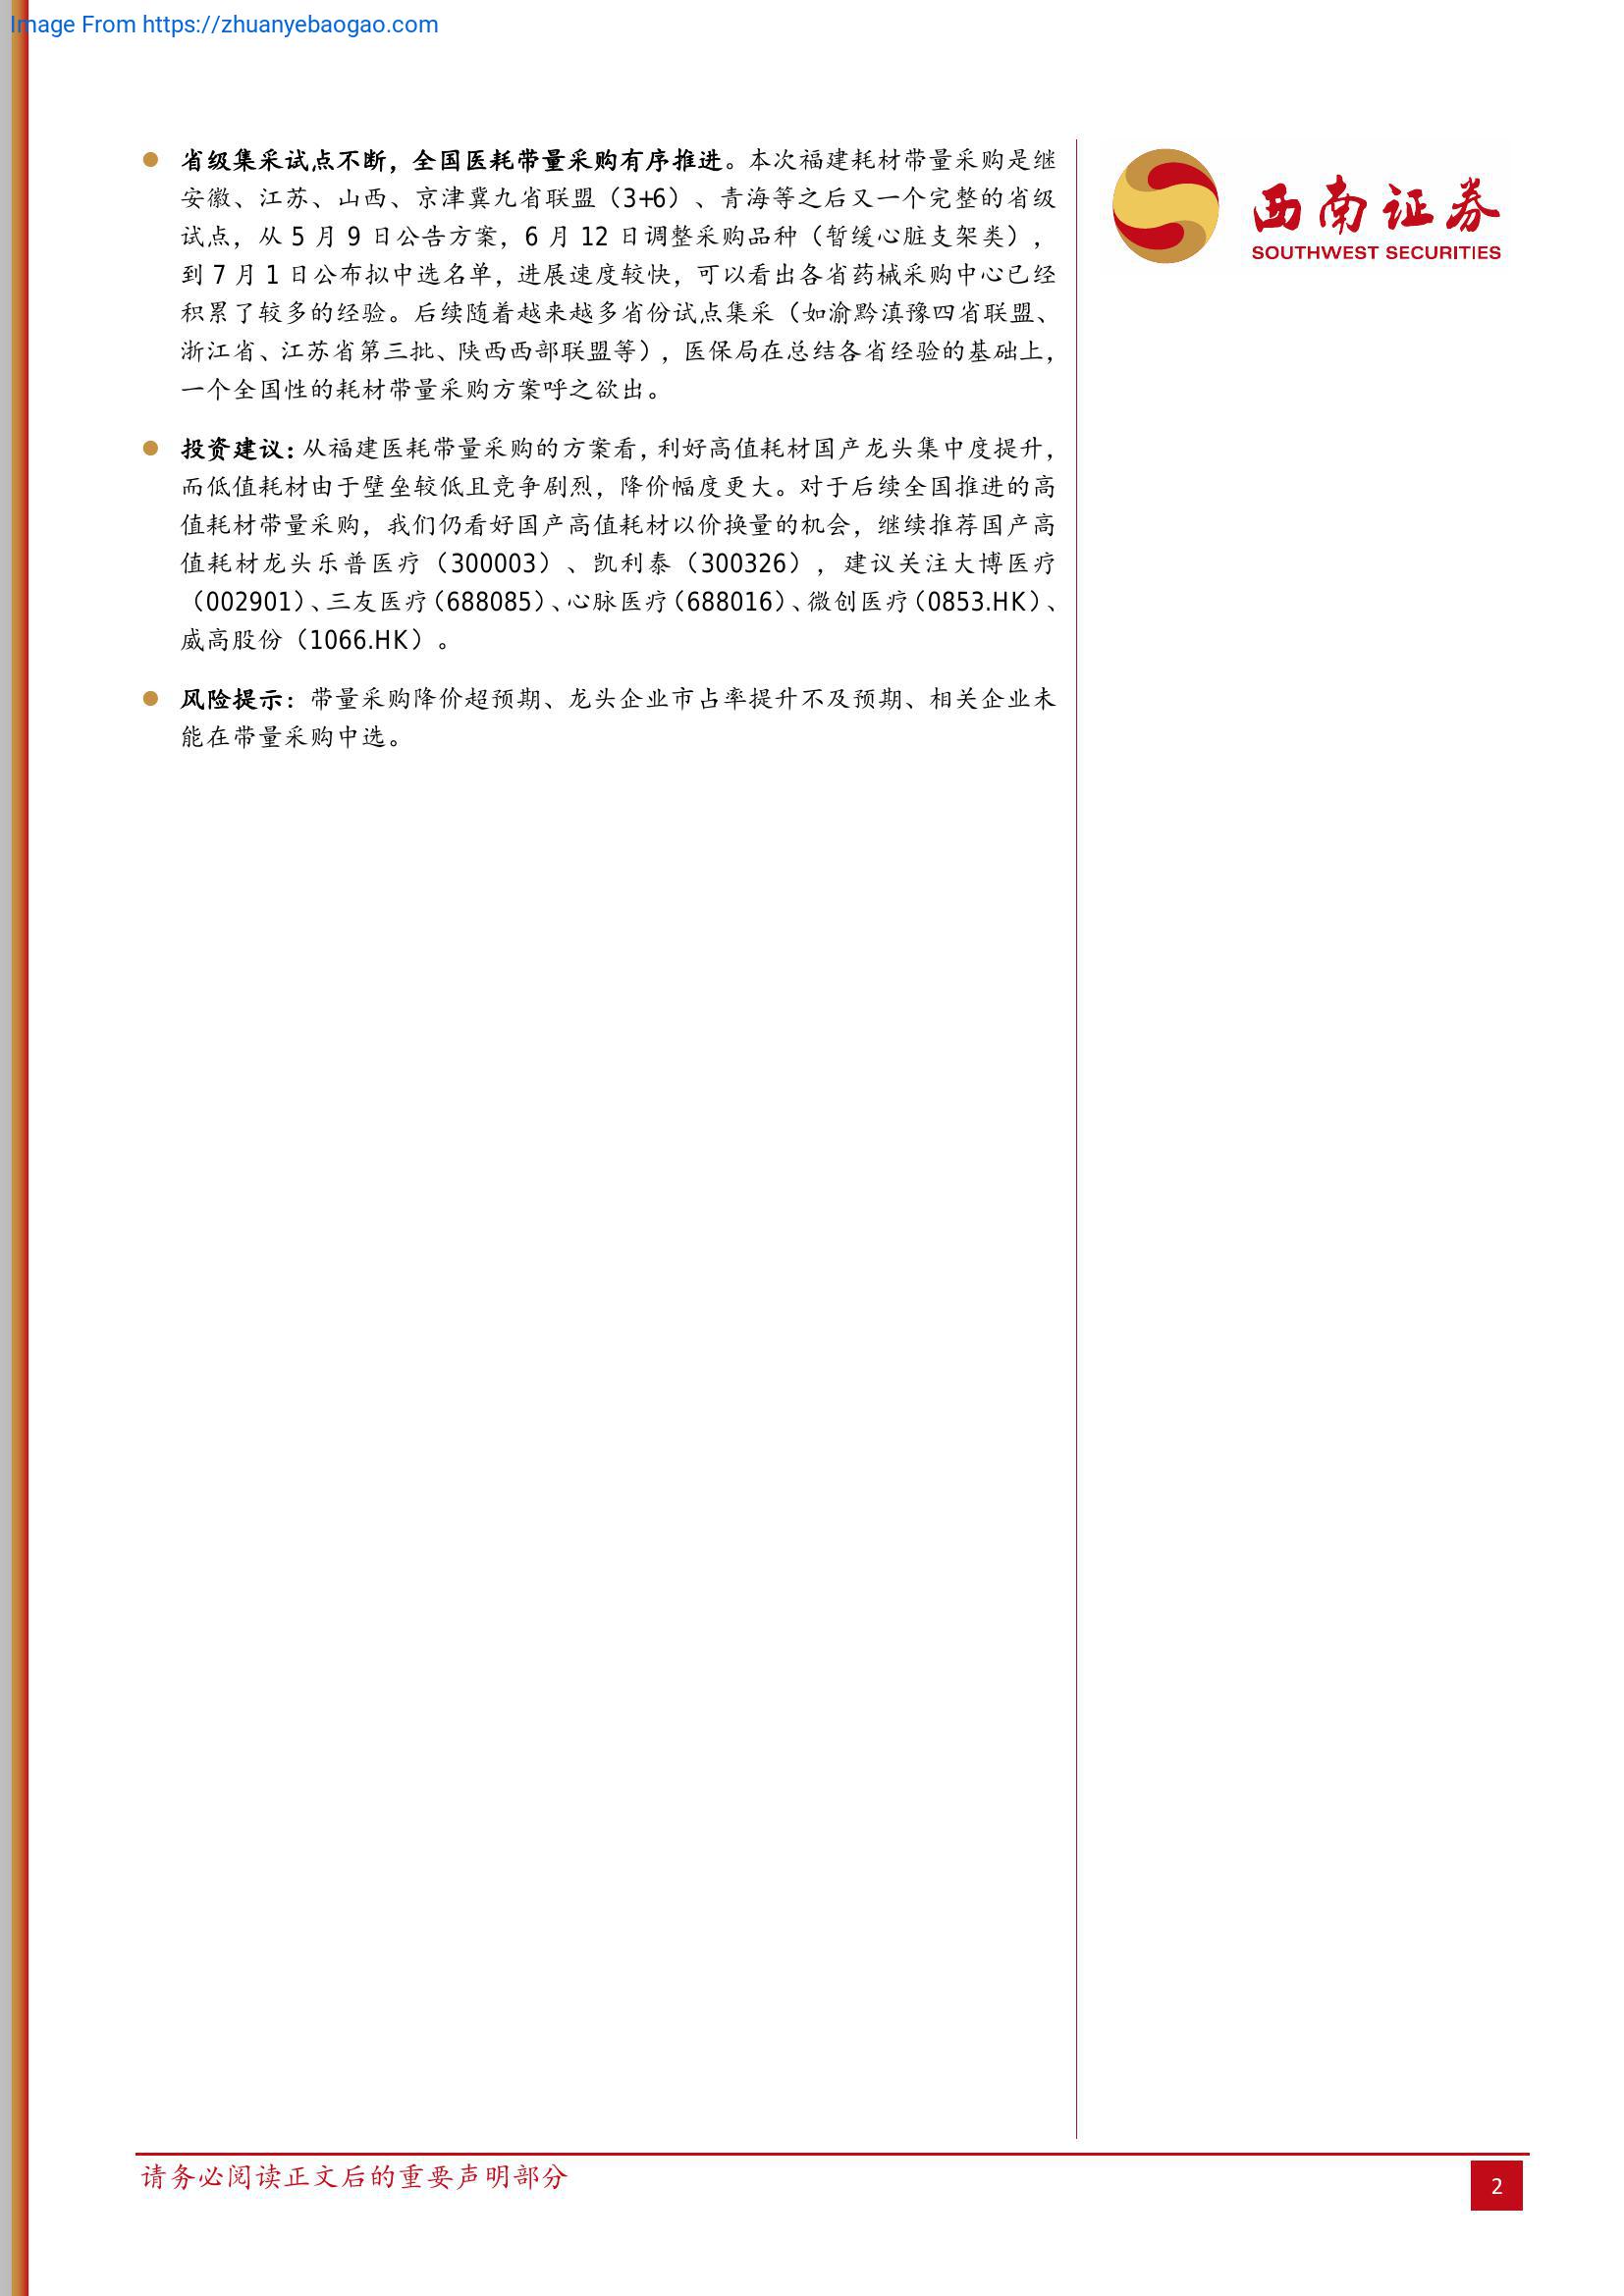 Image From https://zhuanyebaogao.com
西南证券
SOUTHWEST SECURITIES
省级集采试点不断，全国医耗带量采购有序推进。本次福建耗材带量采购是继
安徽、江苏、山西、京津冀九省联盟（3+6）、青海等之后又一个完整的省级
试点，从 5 月 9 日公告方案，6 月 12 日调整采购品种（暂缓心脏支架类），
到 7 月 1 日公布拟中选名单，进展速度较快，可以看出各省药械采购中心已经
积累了较多的经验。后续随着越来越多省份试点集采（如渝黔滇豫四省联盟、
浙江省、江苏省第三批、陕西西部联盟等），医保局在总结各省经验的基础上，
一个全国性的耗材带量采购方案呼之欲出。
投资建议：从福建医耗带量采购的方案看，利好高值耗材国产龙头集中度提升，
而低值耗材由于壁垒较低且竞争剧烈，降价幅度更大。对于后续全国推进的高
值耗材带量采购，我们仍看好国产高值耗材以价换量的机会，继续推荐国产高
值耗材龙头乐普医疗（300003）、凯利泰（300326），建议关注大博医疗
（002901）、三友医疗（688085）、心脉医疗（688016）、微创医疗（0853.HK）、
威高股份（1066.HK）。
风险提示：带量采购降价超预期、龙头企业市占率提升不及预期、相关企业未
能在带量采购中选。
请务必阅读正文后的重要声明部分
2